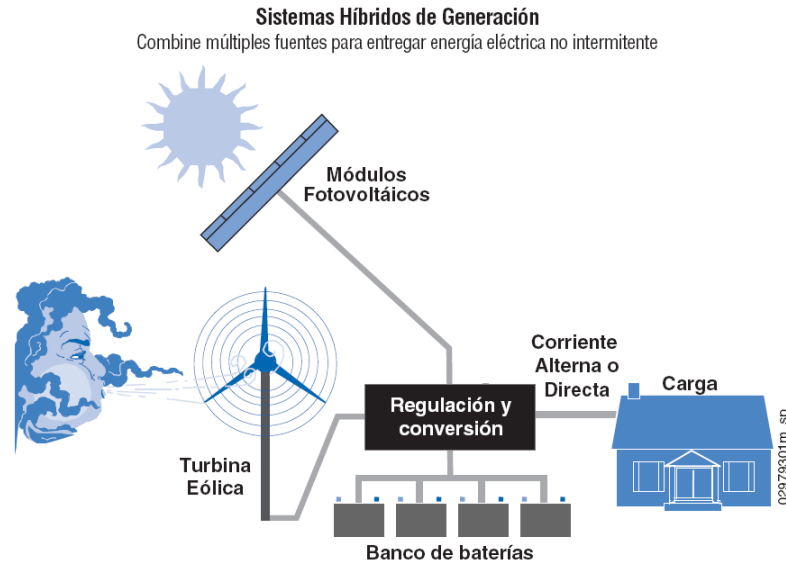 Sistemas Híbridos de Generación
Combine múltiples fuentes para entregar energía eléctrica no intermitente
Módulos
Fotovoltáicos
Corriente
Alterna o
Directa
Carga
Regulación y
conversión
Turbina
Eólica
Banco de baterías
02979301m_sp